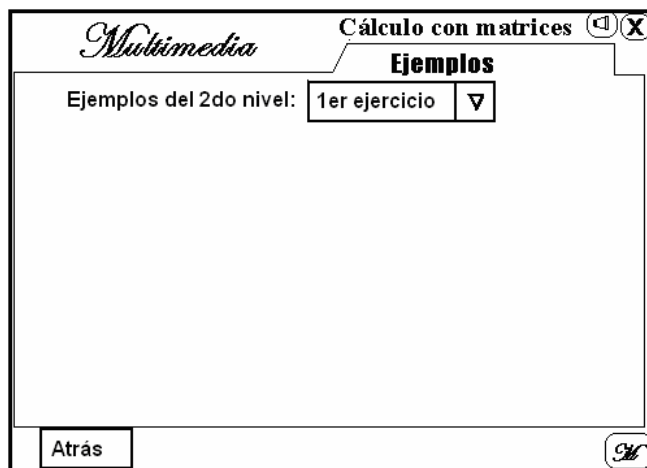 Multimedia
Cálculo con matrices
X
Ejemplos
Ejemplos del 2do nivel:
1er ejercicio
Atrás
M